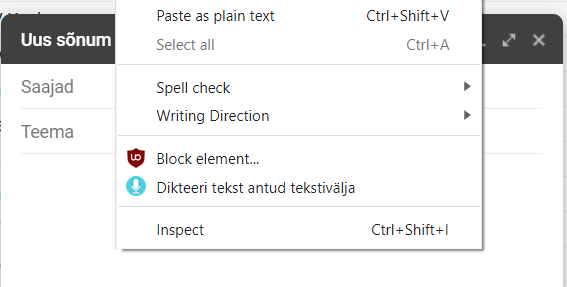 Paste as plain text Ctrl+Shift+V
Uus sõnum
Select all Ctrl+A
Saajad
Spell check
Writing Direction
Teema
Block element...
Dikteeri tekst antud tekstivälja
Inspect Ctrl+Shift+I